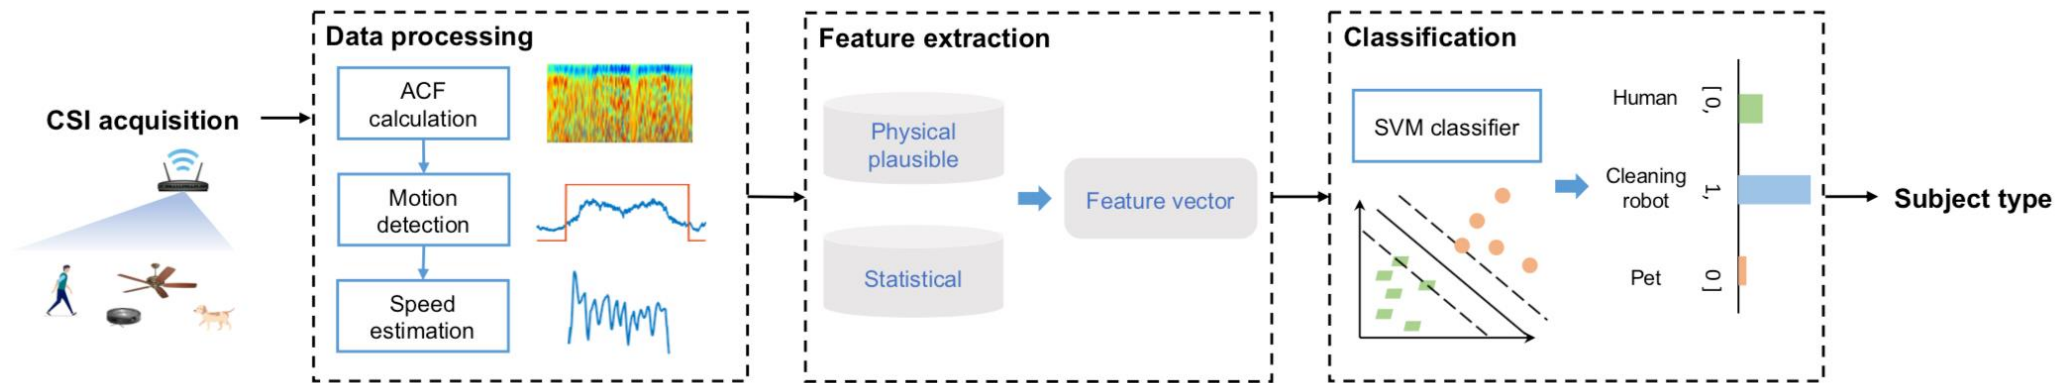 CSI acquisition
Data processing
ACF
calculation
Motion
detection
Speed
estimation
Feature extraction
Physical
plausible
Statistical
Feature vector
Classification
SVM classifier
Human
[ 0,
Cleaning
robot
1,
Pet
0 ]
Subject type